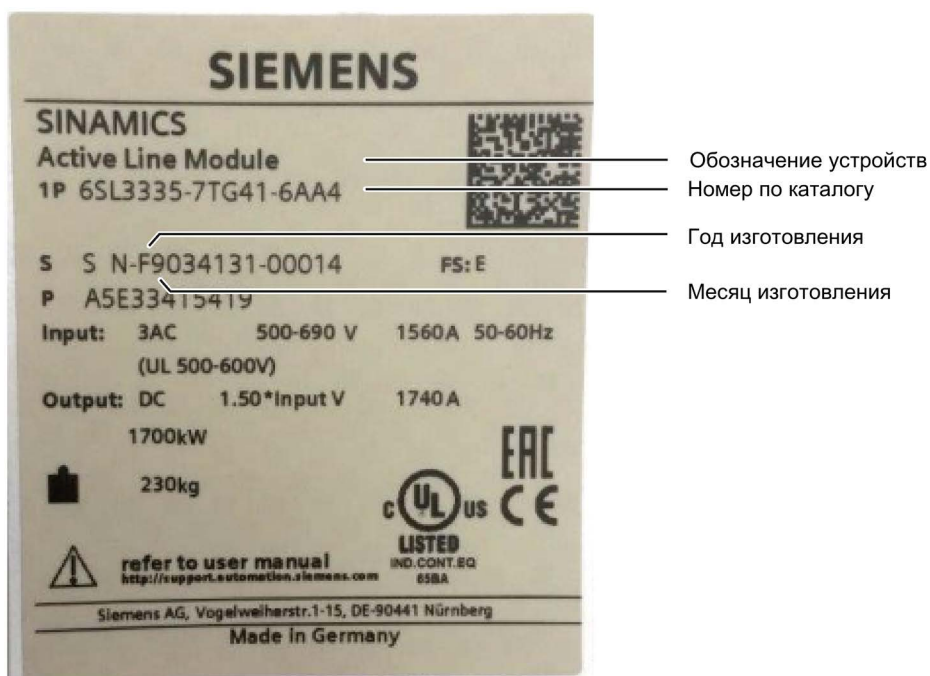 SIEMENS
SINAMICS
Active Line Module
1P 6SL3335-7TG41-6AA4
Обозначение устройств
Номер по каталогу
Год изготовления
Месяц изготовления
S S N-F9034131-00014 FS: E
P A5E33415419
Input: 3AC 500-690 V 1560A 50-60Hz
(UL 500-600V)
Output: DC 1.50*Input V 1740A
1700kW
230kg
EAC
CE
C UL US
LISTED
IND.CONT.EQ
65BA
refer to user manual
http://support.automation.siemens.com
Siemens AG, Vogelweiherstr.1-15, DE-90441 Nürnberg
Made in Germany